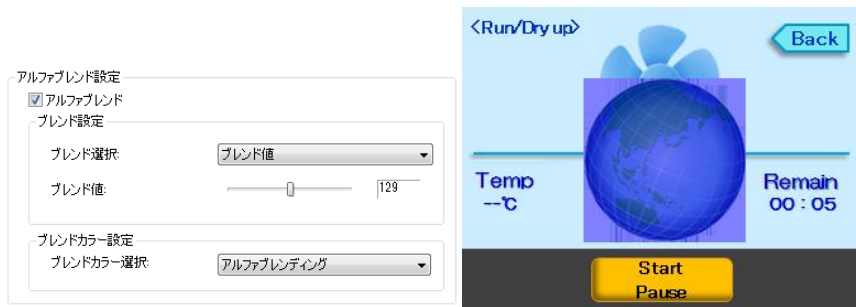 アルファブレンド設定
アルファブレンド
ブレンド設定
ブレンド選択:
ブレンド値
ブレンド値:
129
ブレンドカラー設定
ブレンドカラー選択:
アルファブレンディング
<Run/Dry up>
Back
Temp
--℃
Remain
00:05
Start
Pause